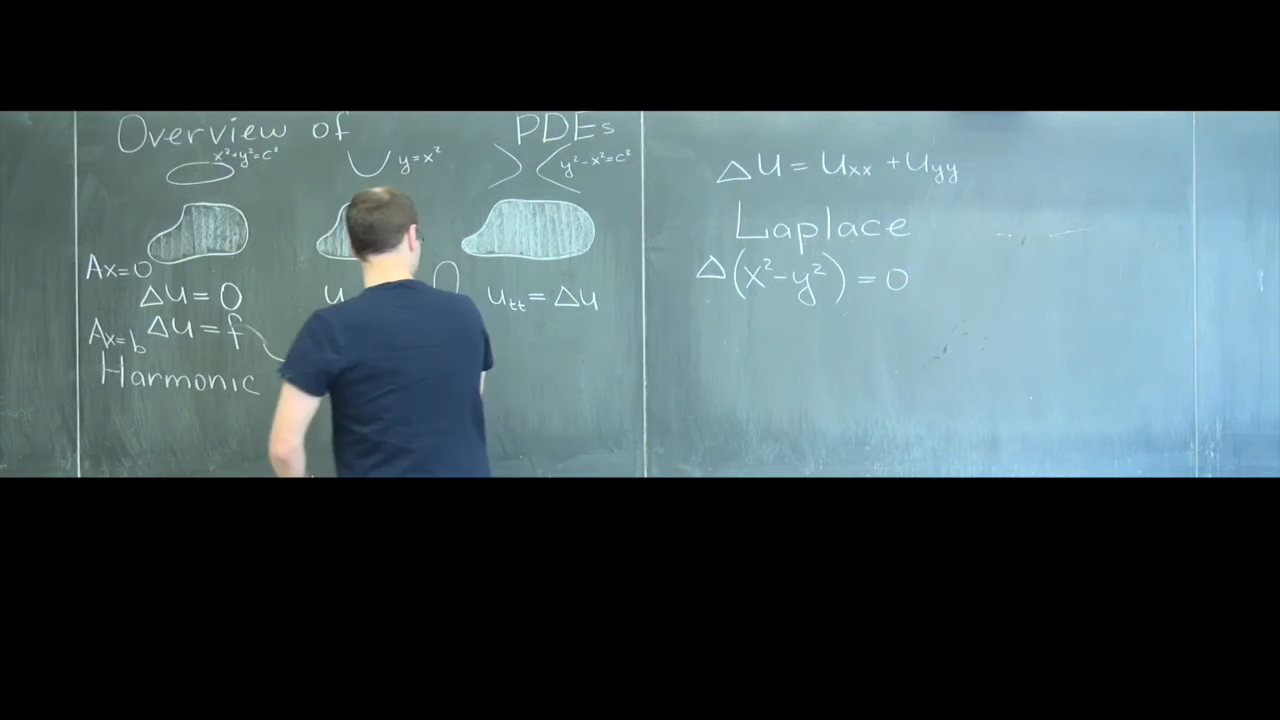 Overview of PDEs
x²+y²=c²
y=x²
y²-x²=c²
Ax=0
Δu=0
u
u_tt=Δu
Ax=b
Δu=f
Harmonic
Δu=u_xx+u_yy
Laplace
Δ(x²-y²)=0